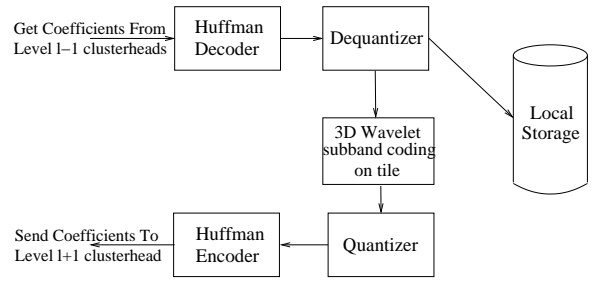 Get Coefficients From
Level l–1 clusterheads
Huffman
Decoder
Dequantizer
Local
Storage
3D Wavelet
subband coding
on tile
Send Coefficients To
Level l+1 clusterhead
Huffman
Encoder
Quantizer